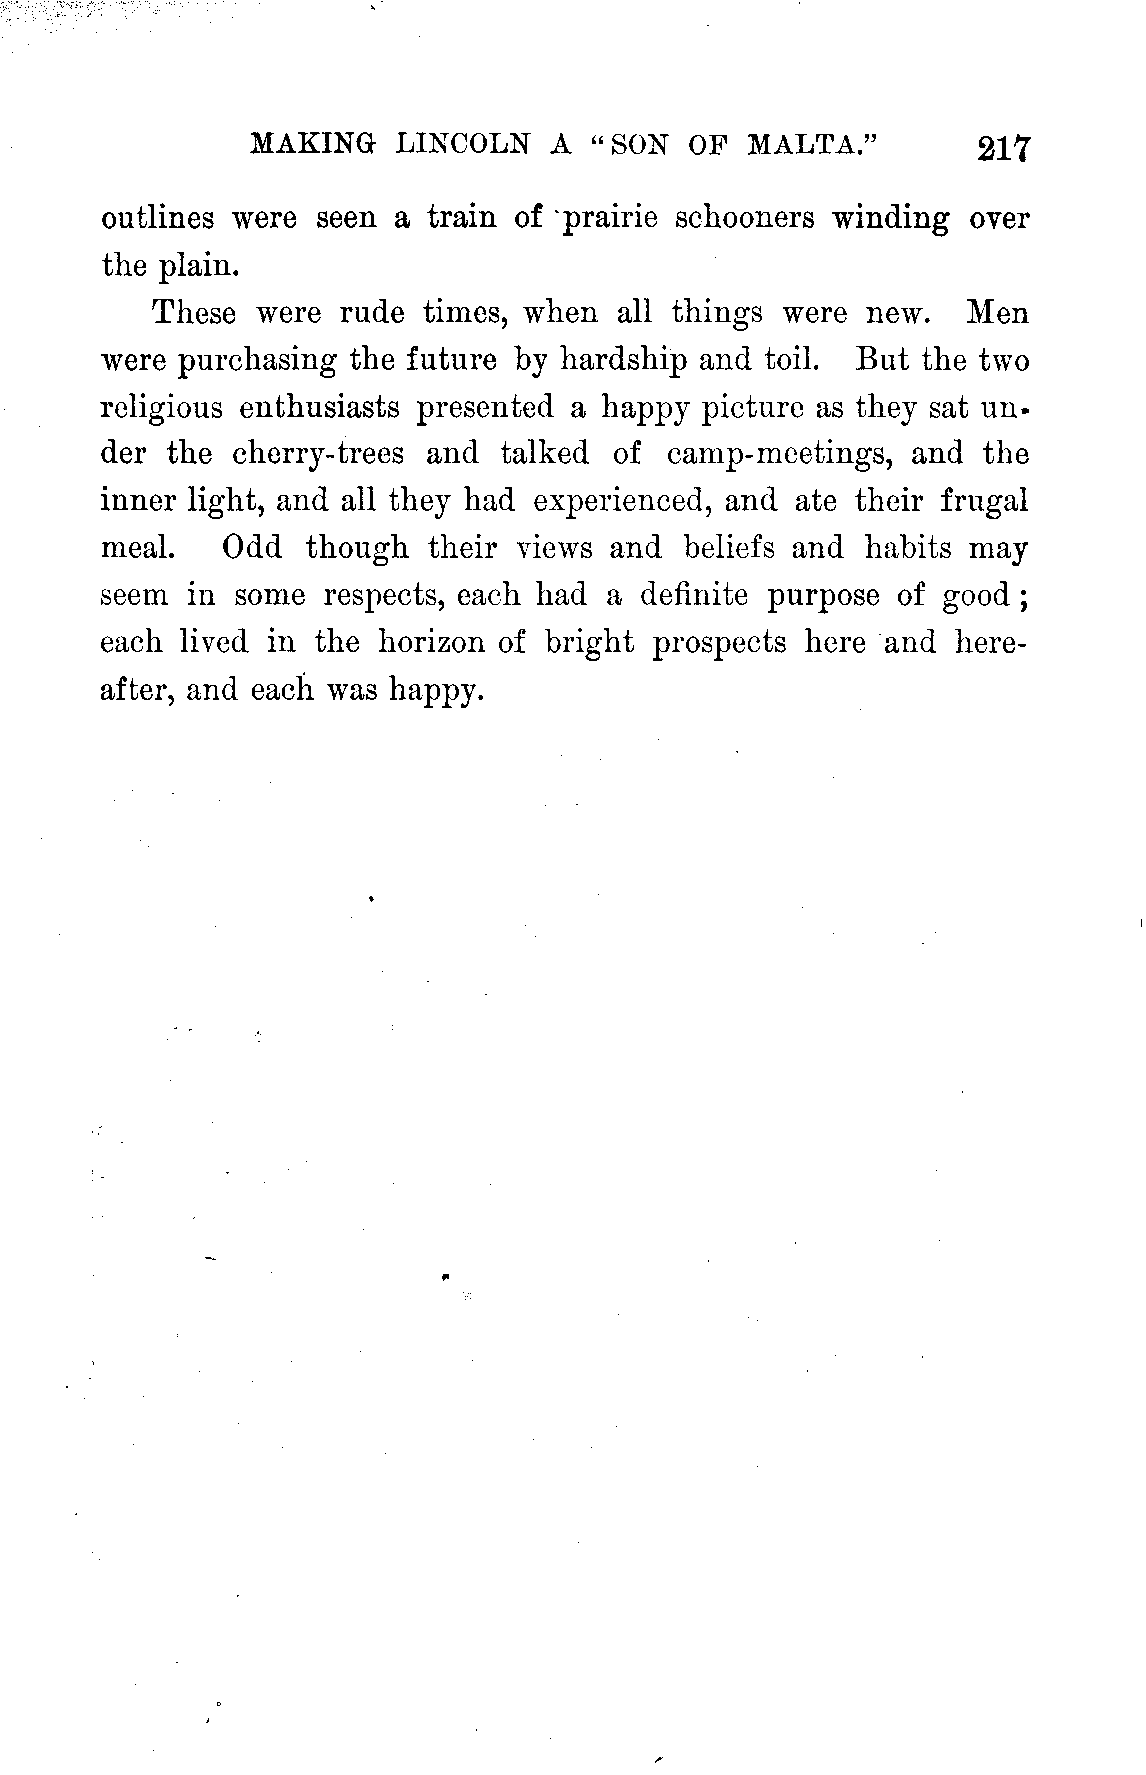 MAKING LINCOLN A "SON OF MALTA." 217
outlines were seen a train of prairie schooners winding over
the plain.
These were rude times, when all things were new. Men
were purchasing the future by hardship and toil. But the two
religious enthusiasts presented a happy picture as they sat un-
der the cherry-trees and talked of camp-meetings, and the
inner light, and all they had experienced, and ate their frugal
meal. Odd though their views and beliefs and habits may
seem in some respects, each had a definite purpose of good;
each lived in the horizon of bright prospects here and here-
after, and each was happy.